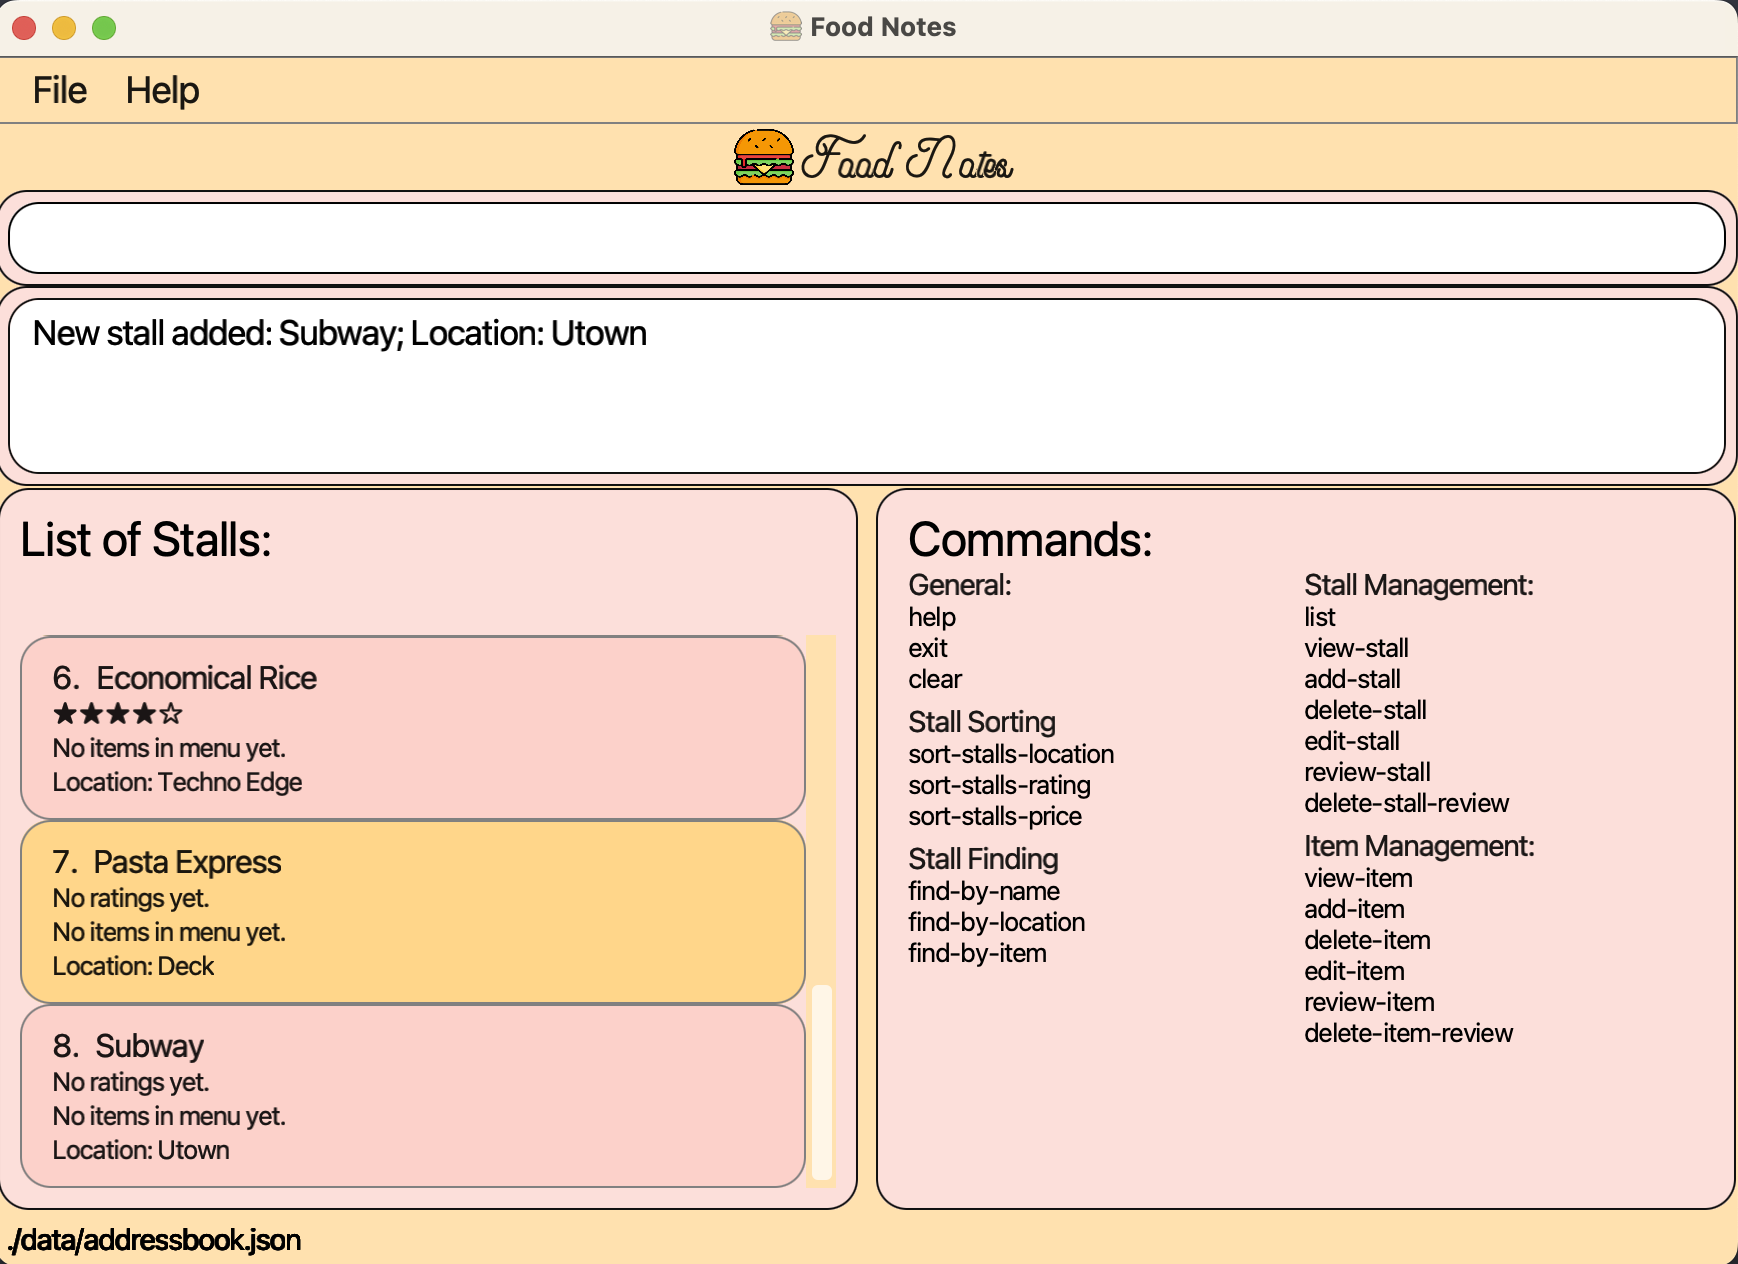 Food Notes
File Help
Food Notes
New stall added: Subway; Location: Utown
List of Stalls:
6. Economical Rice
★★★★☆
No items in menu yet.
Location: Techno Edge
7. Pasta Express
No ratings yet.
No items in menu yet.
Location: Deck
8. Subway
No ratings yet.
No items in menu yet.
Location: Utown
Commands:
General:
help
exit
clear
Stall Sorting
sort-stalls-location
sort-stalls-rating
sort-stalls-price
Stall Finding
find-by-name
find-by-location
find-by-item
Stall Management:
list
view-stall
add-stall
delete-stall
edit-stall
review-stall
delete-stall-review
Item Management:
view-item
add-item
delete-item
edit-item
review-item
delete-item-review
./data/addressbook.json